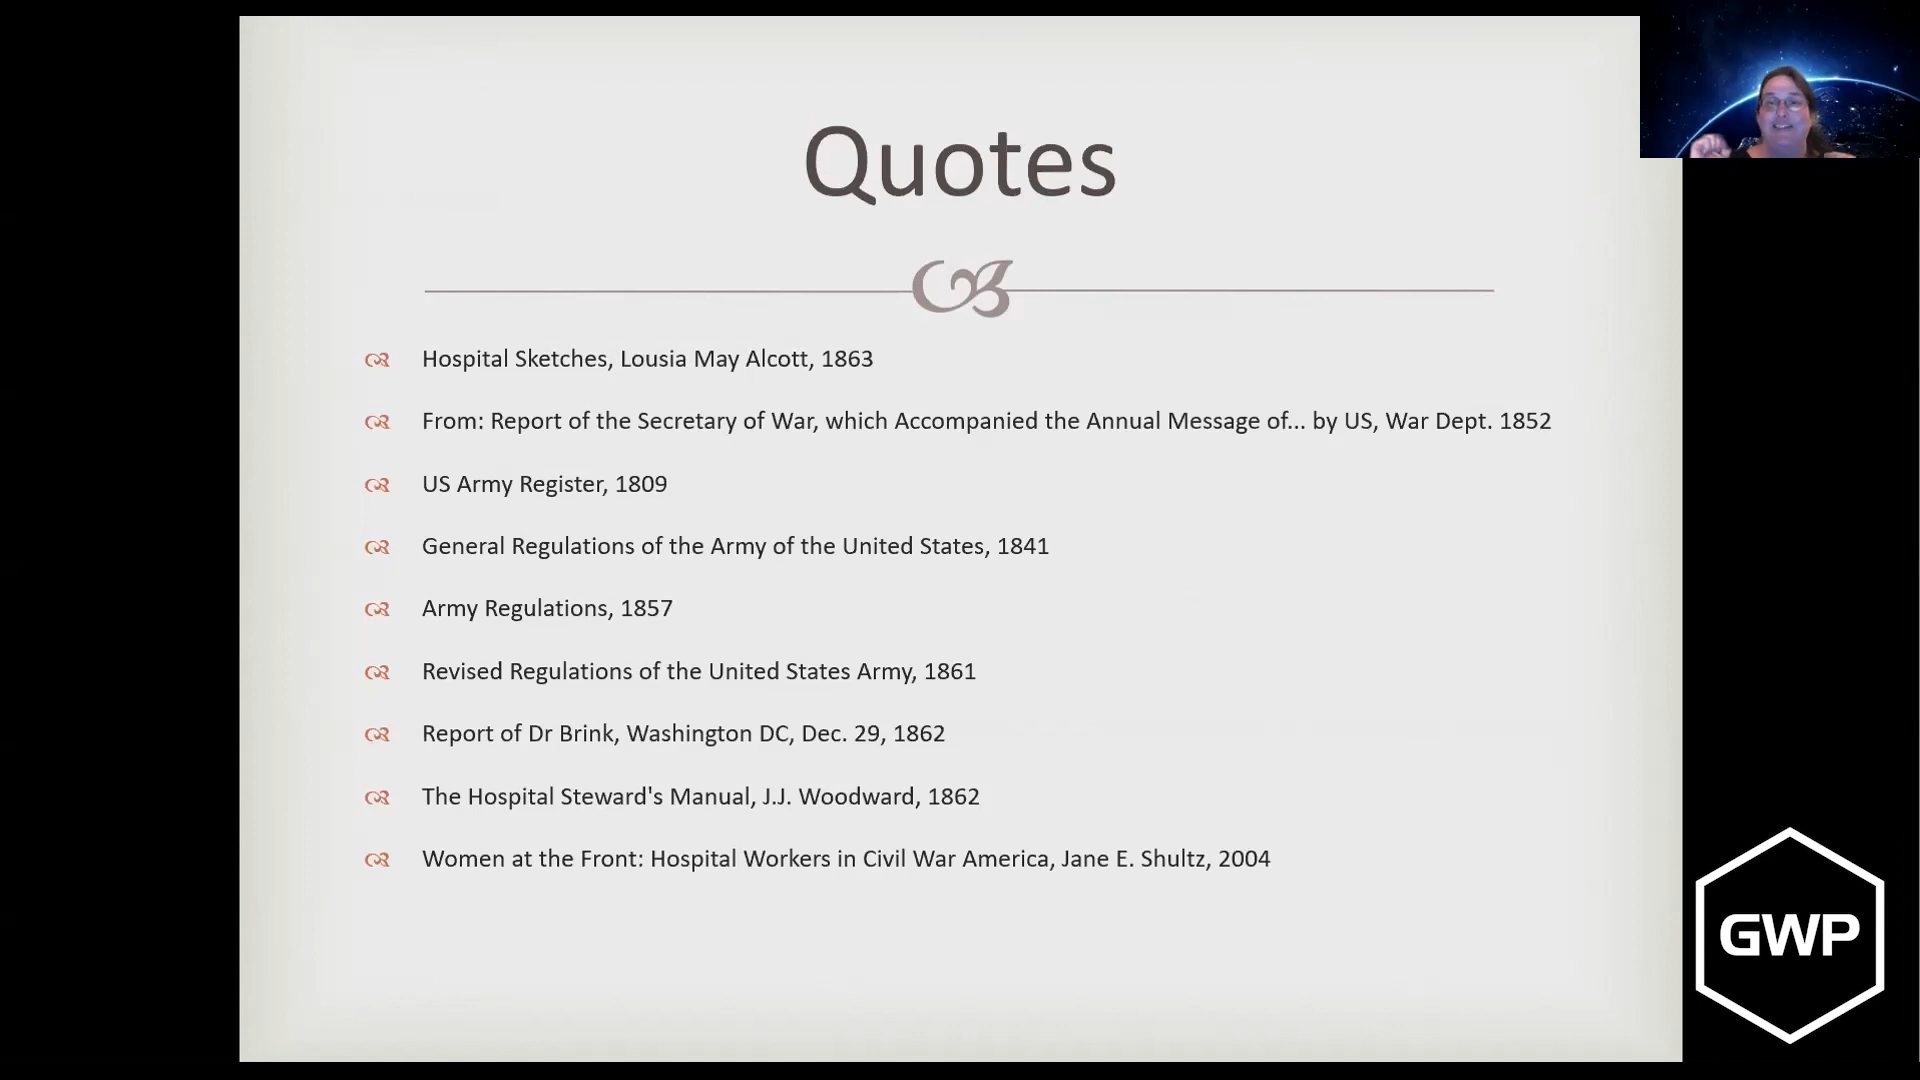 Quotes
Hospital Sketches, Lousia May Alcott, 1863
From: Report of the Secretary of War, which Accompanied the Annual Message of... by US, War Dept. 1852
US Army Register, 1809
General Regulations of the Army of the United States, 1841
Army Regulations, 1857
Revised Regulations of the United States Army, 1861
Report of Dr Brink, Washington DC, Dec. 29, 1862
The Hospital Steward's Manual, J.J. Woodward, 1862
Women at the Front: Hospital Workers in Civil War America, Jane E. Shultz, 2004
GWP